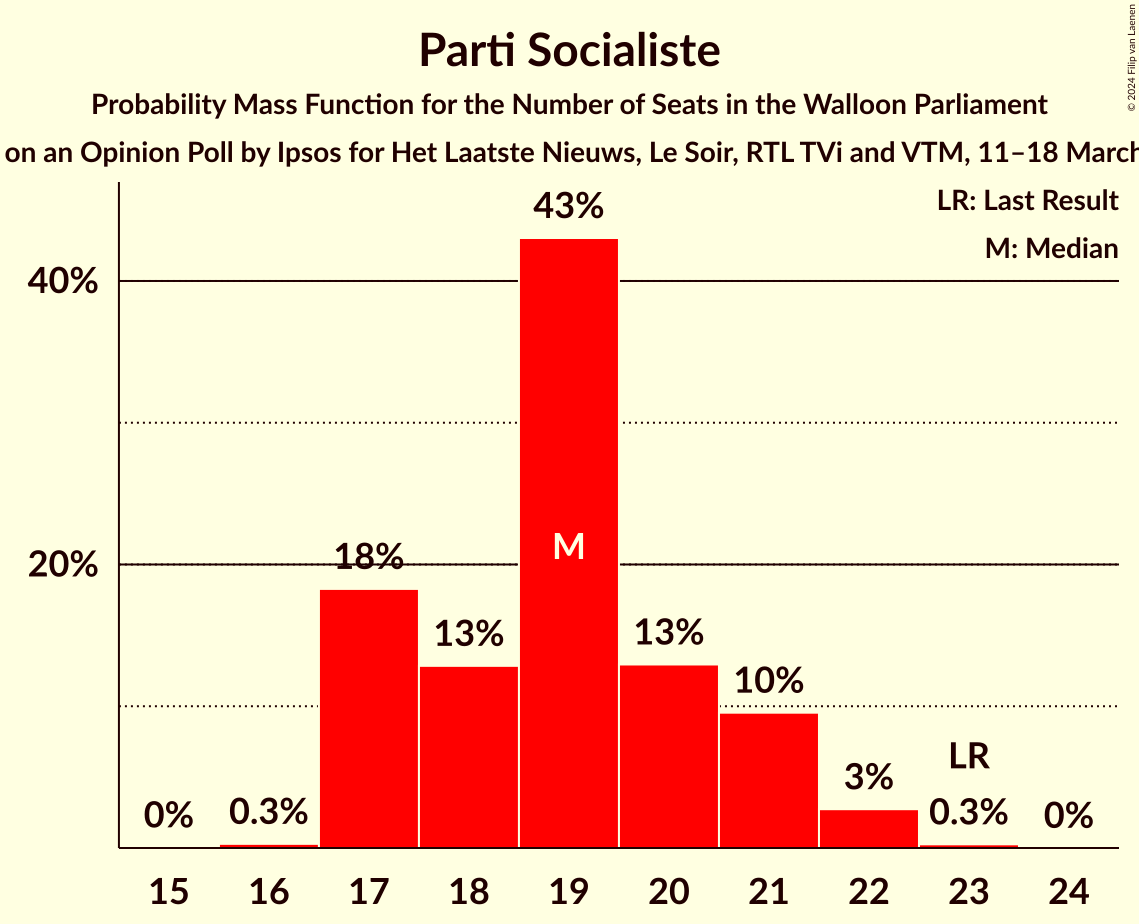 Parti Socialiste
Probability Mass Function for the Number of Seats in the Walloon Parliament
on an Opinion Poll by Ipsos for Het Laatste Nieuws, Le Soir, RTL TVi and VTM, 11–18 March
© 2024 Filip van Laenen
LR: Last Result
M: Median
43%
40%
M
20%
18%
13%
13%
10%
LR
3%
0%
0.3%
0.3%
0%
15 16 17 18 19 20 21 22 23 24